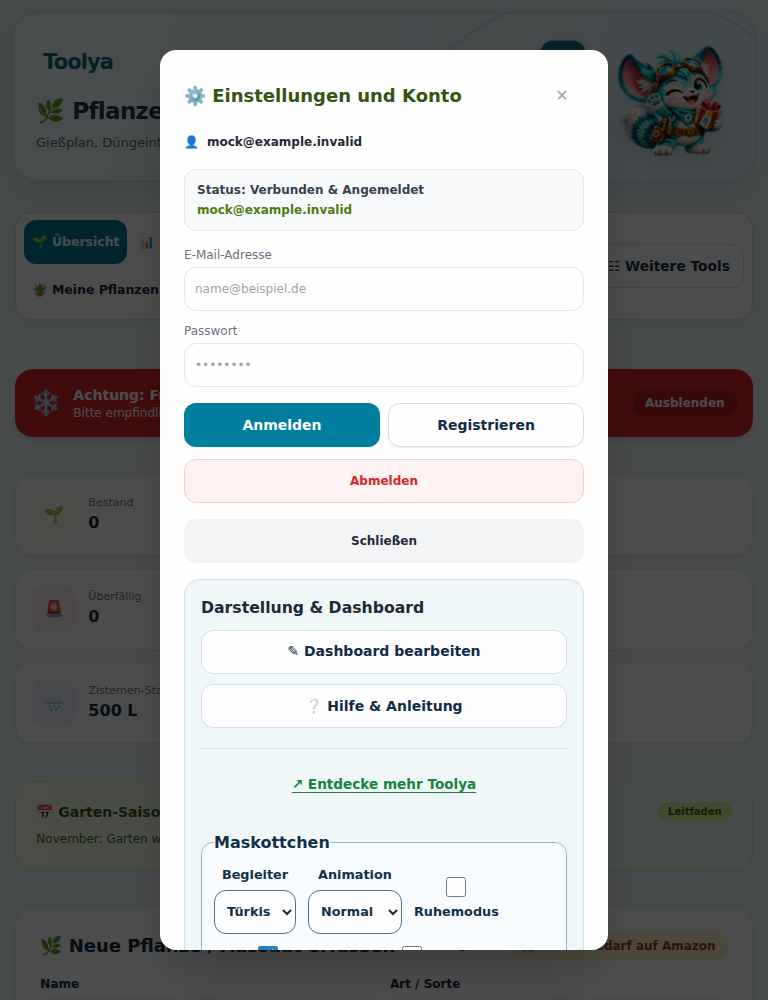 Toolya
⚙️ Einstellungen und Konto ×
🌿 Pflanze
👤 mock@example.invalid
Gießplan, Düngeint
Status: Verbunden & Angemeldet
mock@example.invalid
🌱 Übersicht
E-Mail-Adresse
name@beispiel.de
☷ Weitere Tools
Meine Pflanzen
Passwort
••••••••
Achtung: F
Bitte empfindl
Ausblenden
Anmelden
Registrieren
Abmelden
Bestand
0
Schließen
Überfällig
0
Darstellung & Dashboard
✎ Dashboard bearbeiten
Zisternen-Sta
500 L
❔ Hilfe & Anleitung
↗ Entdecke mehr Toolya
📅 Garten-Saiso
Leitfaden
November: Garten w
Maskottchen
Begleiter
Animation
Türkis
Normal
Ruhemodus
🌿 Neue Pflan
darf auf Amazon
Name
Art / Sorte